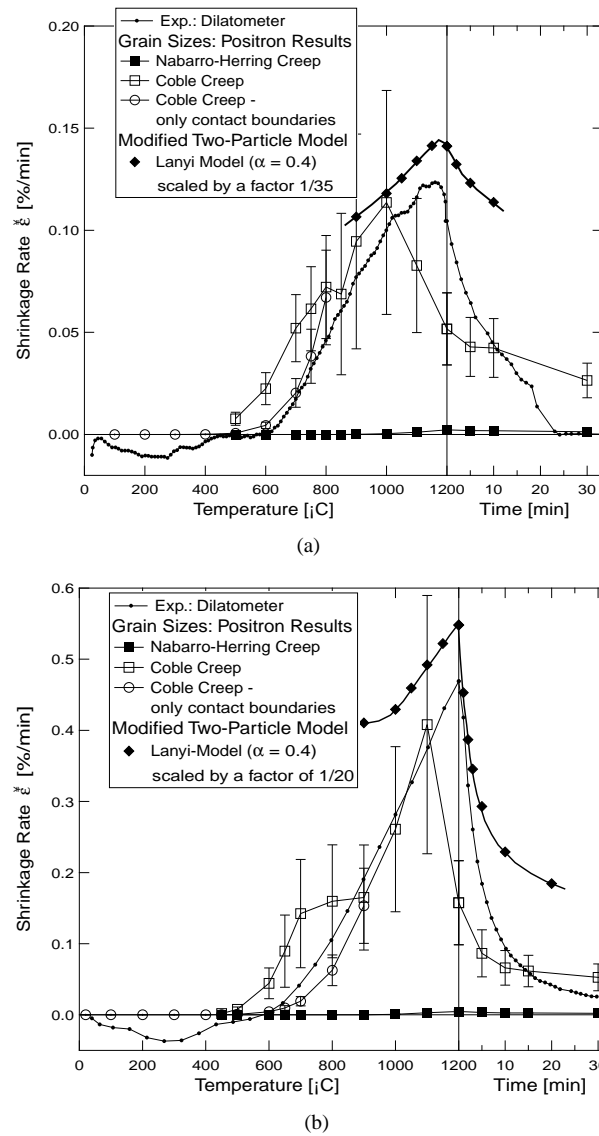 0.20
Exp.: Dilatometer
Grain Sizes: Positron Results
Nabarro-Herring Creep
Coble Creep
Coble Creep -
only contact boundaries
Modified Two-Particle Model
Lanyi Model (α = 0.4)
scaled by a factor 1/35
0.15
0.10
0.05
0.00
Shrinkage Rate ε̇ [%/min]
0 200 400 600 800 1000 1200 10 20 30
Temperature [¡C] Time [min]
(a)
0.6
Exp.: Dilatometer
Grain Sizes: Positron Results
Nabarro-Herring Creep
Coble Creep
Coble Creep -
only contact boundaries
Modified Two-Particle Model
Lanyi-Model (α = 0.4)
scaled by a factor of 1/20
0.5
0.4
0.3
0.2
0.1
0.0
Shrinkage Rate ε̇ [%/min]
0 200 400 600 800 1000 1200 10 20 30
Temperature [¡C] Time [min]
(b)